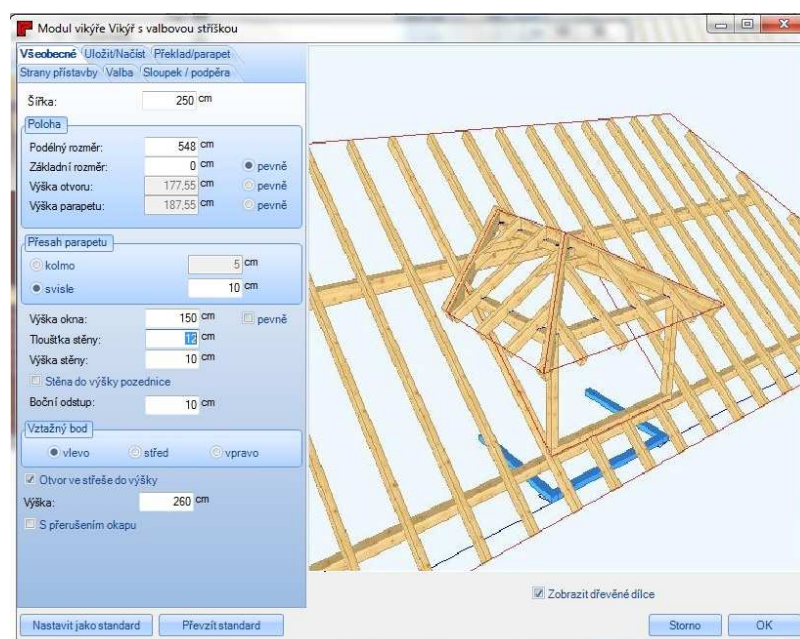 Modul vikýře Vikýř s valbovou stříškou
Všeobecné Uložit/Načíst Překlad/parapet
Strany přístavby Valba Sloupek / podpěra
Šířka: 250 cm
Poloha
Podélný rozměr: 548 cm
Základní rozměr: 0 cm pevně
Výška otvoru: 177,55 cm pevně
Výška parapetu: 187,55 cm pevně
Přesah parapetu
kolmo 5 cm
svisle 10 cm
Výška okna: 150 cm pevně
Tloušťka stěny: 12 cm
Výška stěny: 10 cm
Stěna do výšky pozednice
Boční odstup: 10 cm
Vztažný bod
vlevo střed vpravo
Otvor ve střeše do výšky
Výška: 260 cm
S přerušením okapu
Zobrazit dřevěné dílce
Nastavit jako standard Převzít standard Storno OK